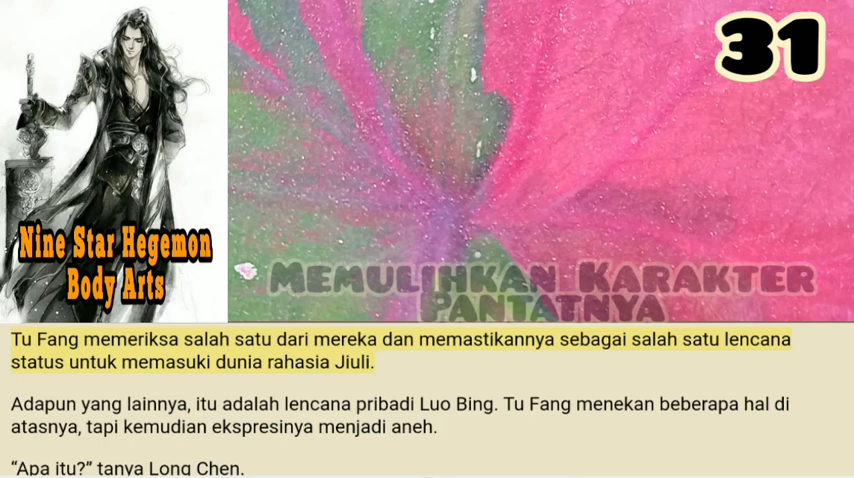 31
Nine Star Hegemon
Body Arts
Memulihkan Karakter
Pantatnya
Tu Fang memeriksa salah satu dari mereka dan memastikannya sebagai salah satu lencana
status untuk memasuki dunia rahasia Jiuli.
Adapun yang lainnya, itu adalah lencana pribadi Luo Bing. Tu Fang menekan beberapa hal di
atasnya, tapi kemudian ekspresinya menjadi aneh.
“Apa itu?” tanya Long Chen.